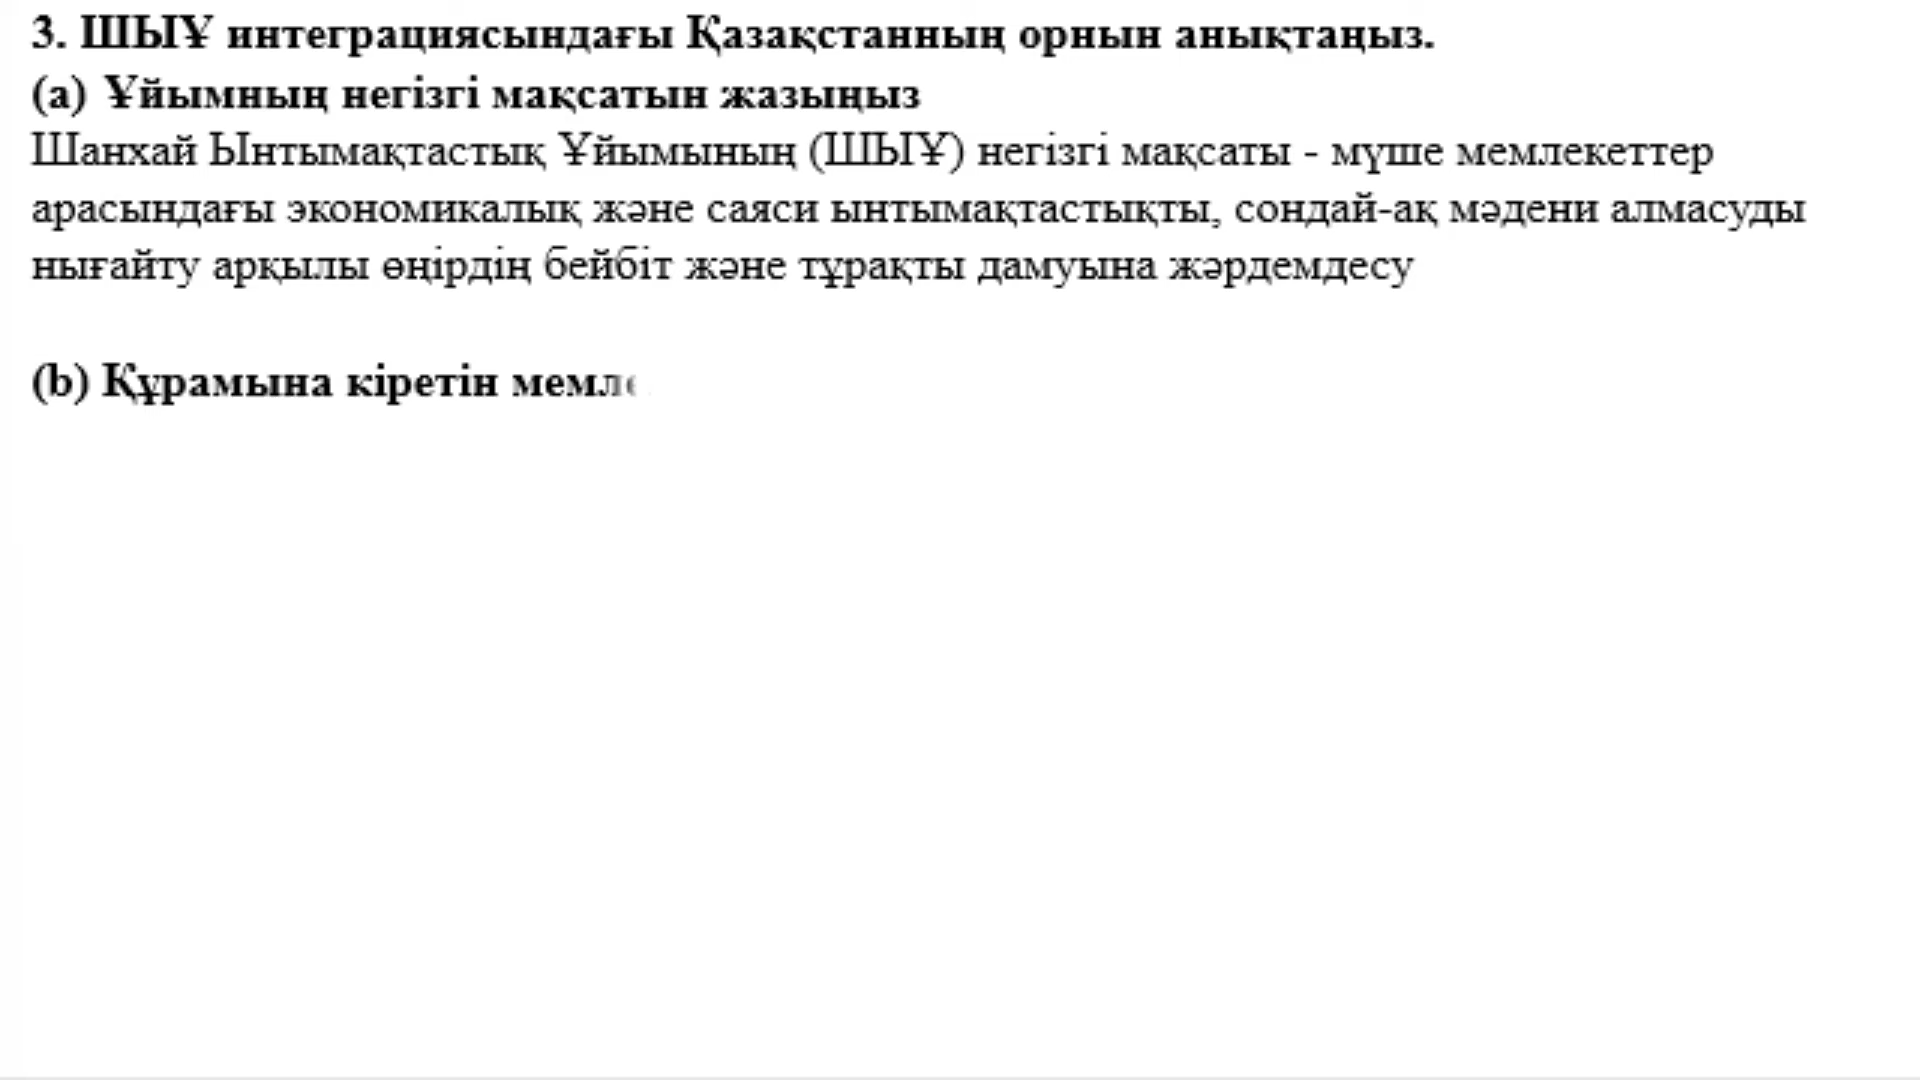 3. ШЫҰ интеграциясындағы Қазақстанның орнын анықтаңыз.
(a) Ұйымның негізгі мақсатын жазыңыз
Шанхай Ынтымақтастық Ұйымының (ШЫҰ) негізгі мақсаты - мүше мемлекеттер
арасындағы экономикалық және саяси ынтымақтастықты, сондай-ақ мәдени алмасуды
нығайту арқылы өңірдің бейбіт және тұрақты дамуына жәрдемдесу
(b) Құрамына кіретін